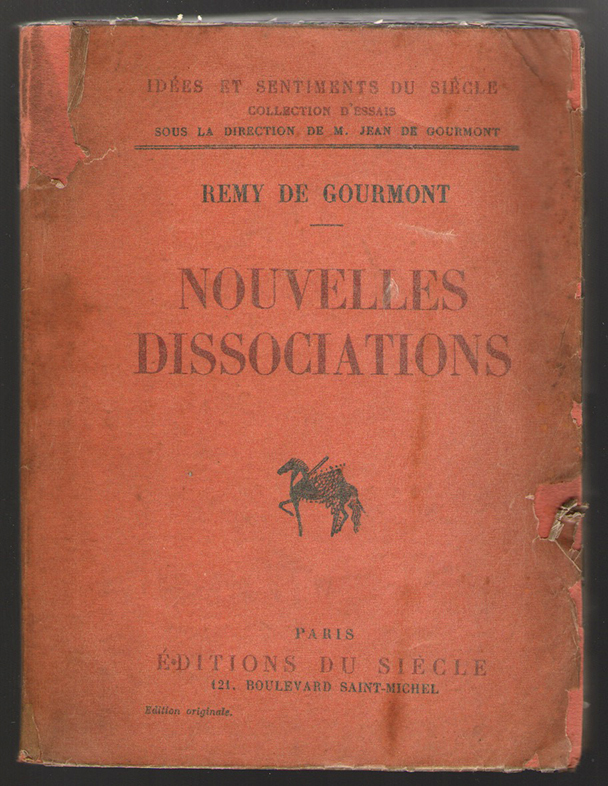 IDÉES ET SENTIMENTS DU SIÈCLE
COLLECTION D'ESSAIS
SOUS LA DIRECTION DE M. JEAN DE GOURMONT
REMY DE GOURMONT
NOUVELLES
DISSOCIATIONS
PARIS
ÉDITIONS DU SIÈCLE
121, BOULEVARD SAINT-MICHEL
Edition originale.